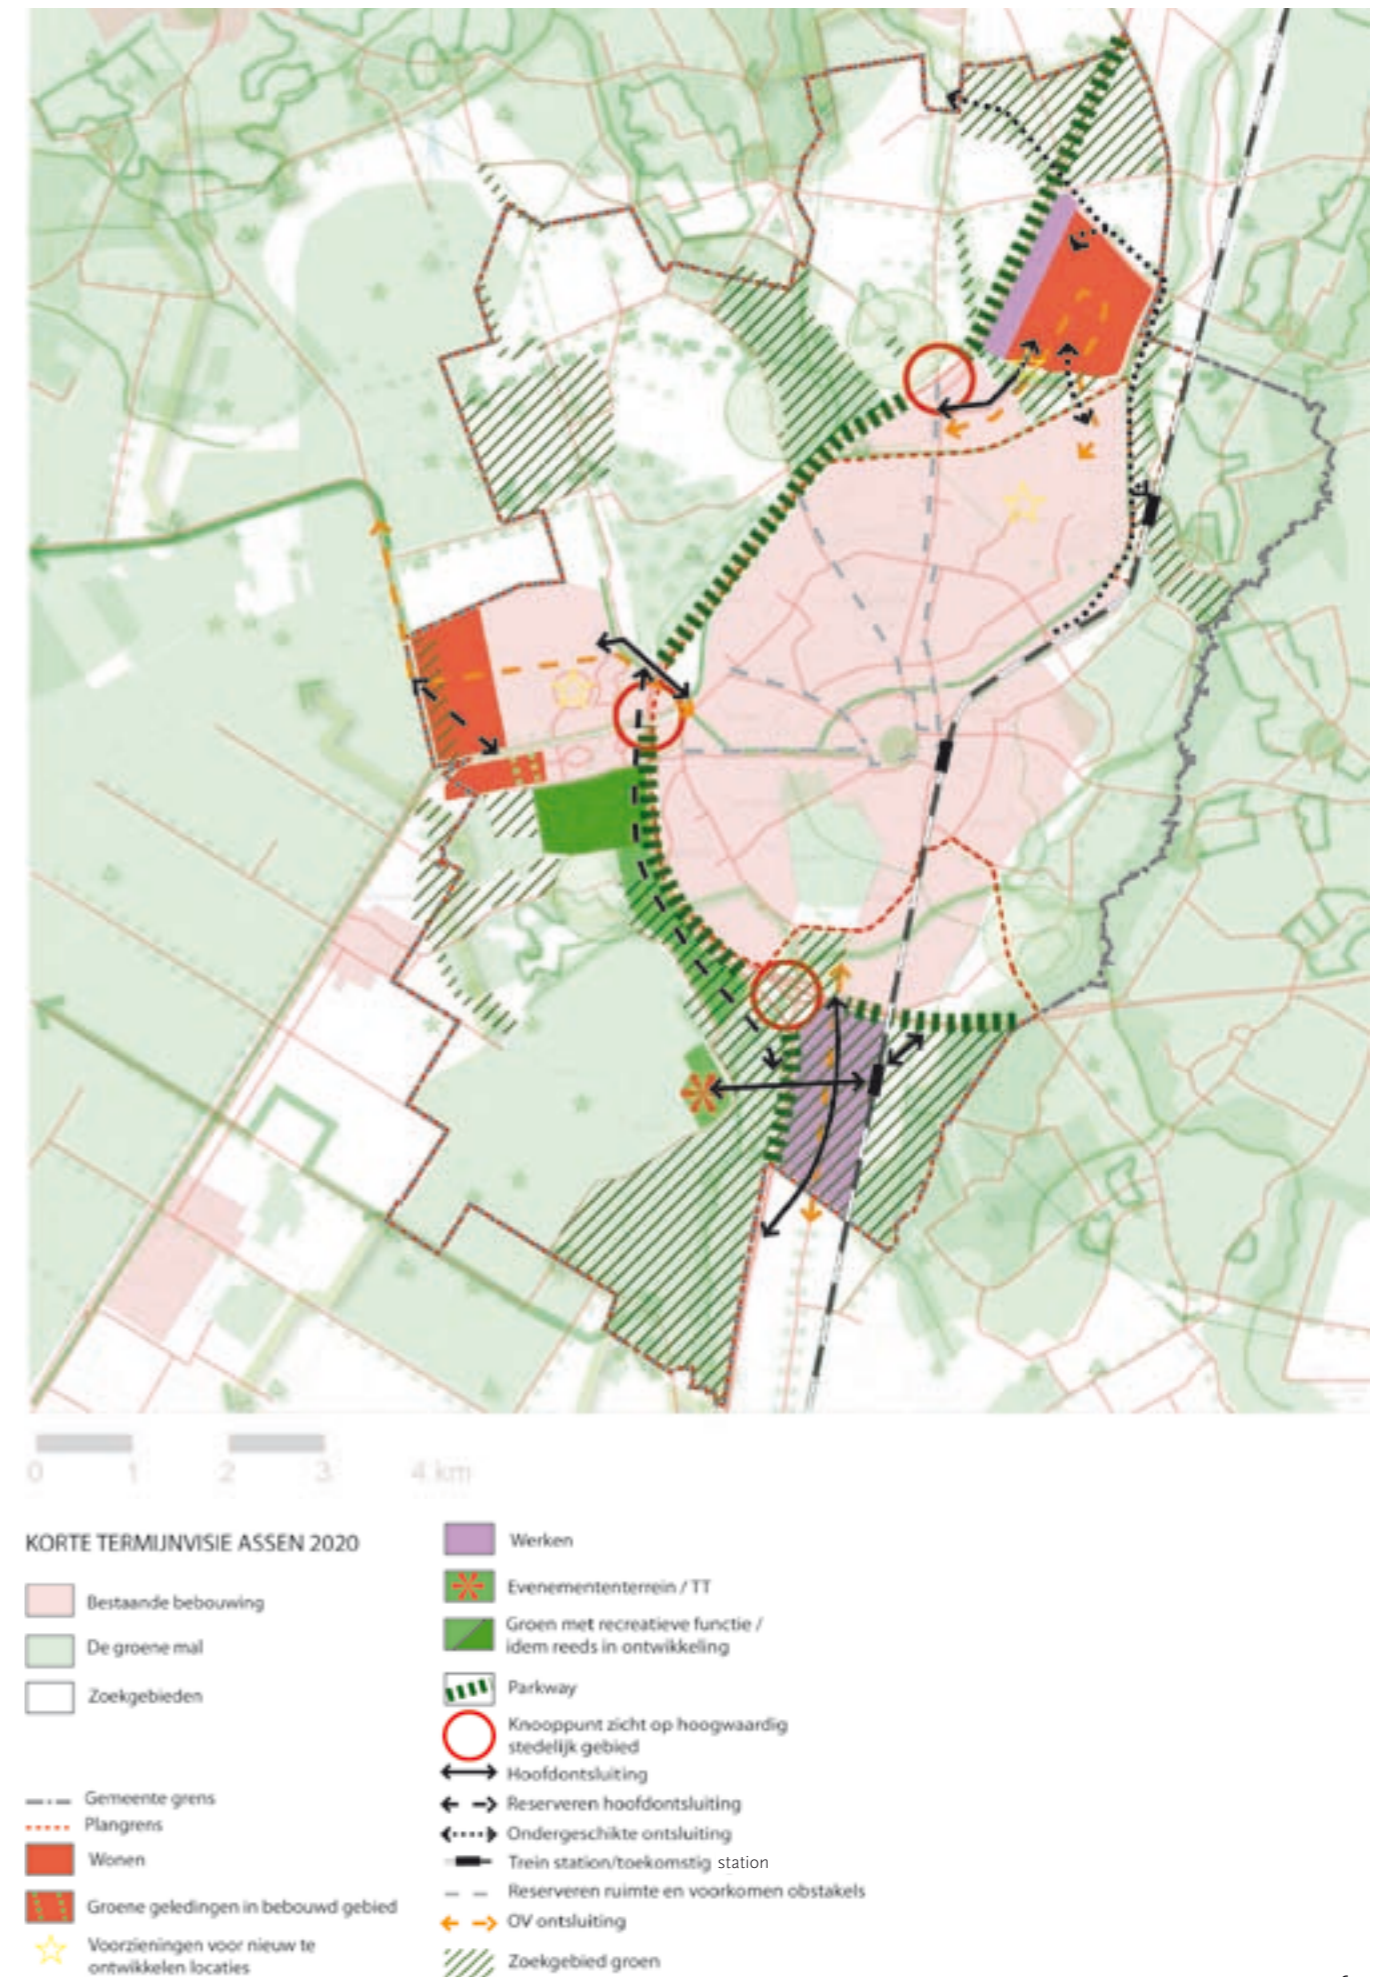 0 1 2 3 4 km
KORTE TERMIJNVISIE ASSEN 2020
Bestaande bebouwing
De groene mal
Zoekgebieden
Gemeente grens
Plangrens
Wonen
Groene geledingen in bebouwd gebied
Voorzieningen voor nieuw te
ontwikkelen locaties
Werken
Evenemententerrein / TT
Groen met recreatieve functie /
idem reeds in ontwikkeling
Parkway
Knooppunt zicht op hoogwaardig
stedelijk gebied
Hoofdontsluiting
Reserveren hoofdontsluiting
Ondergeschikte ontsluiting
Trein station/toekomstig station
Reserveren ruimte en voorkomen obstakels
OV ontsluiting
Zoekgebied groen